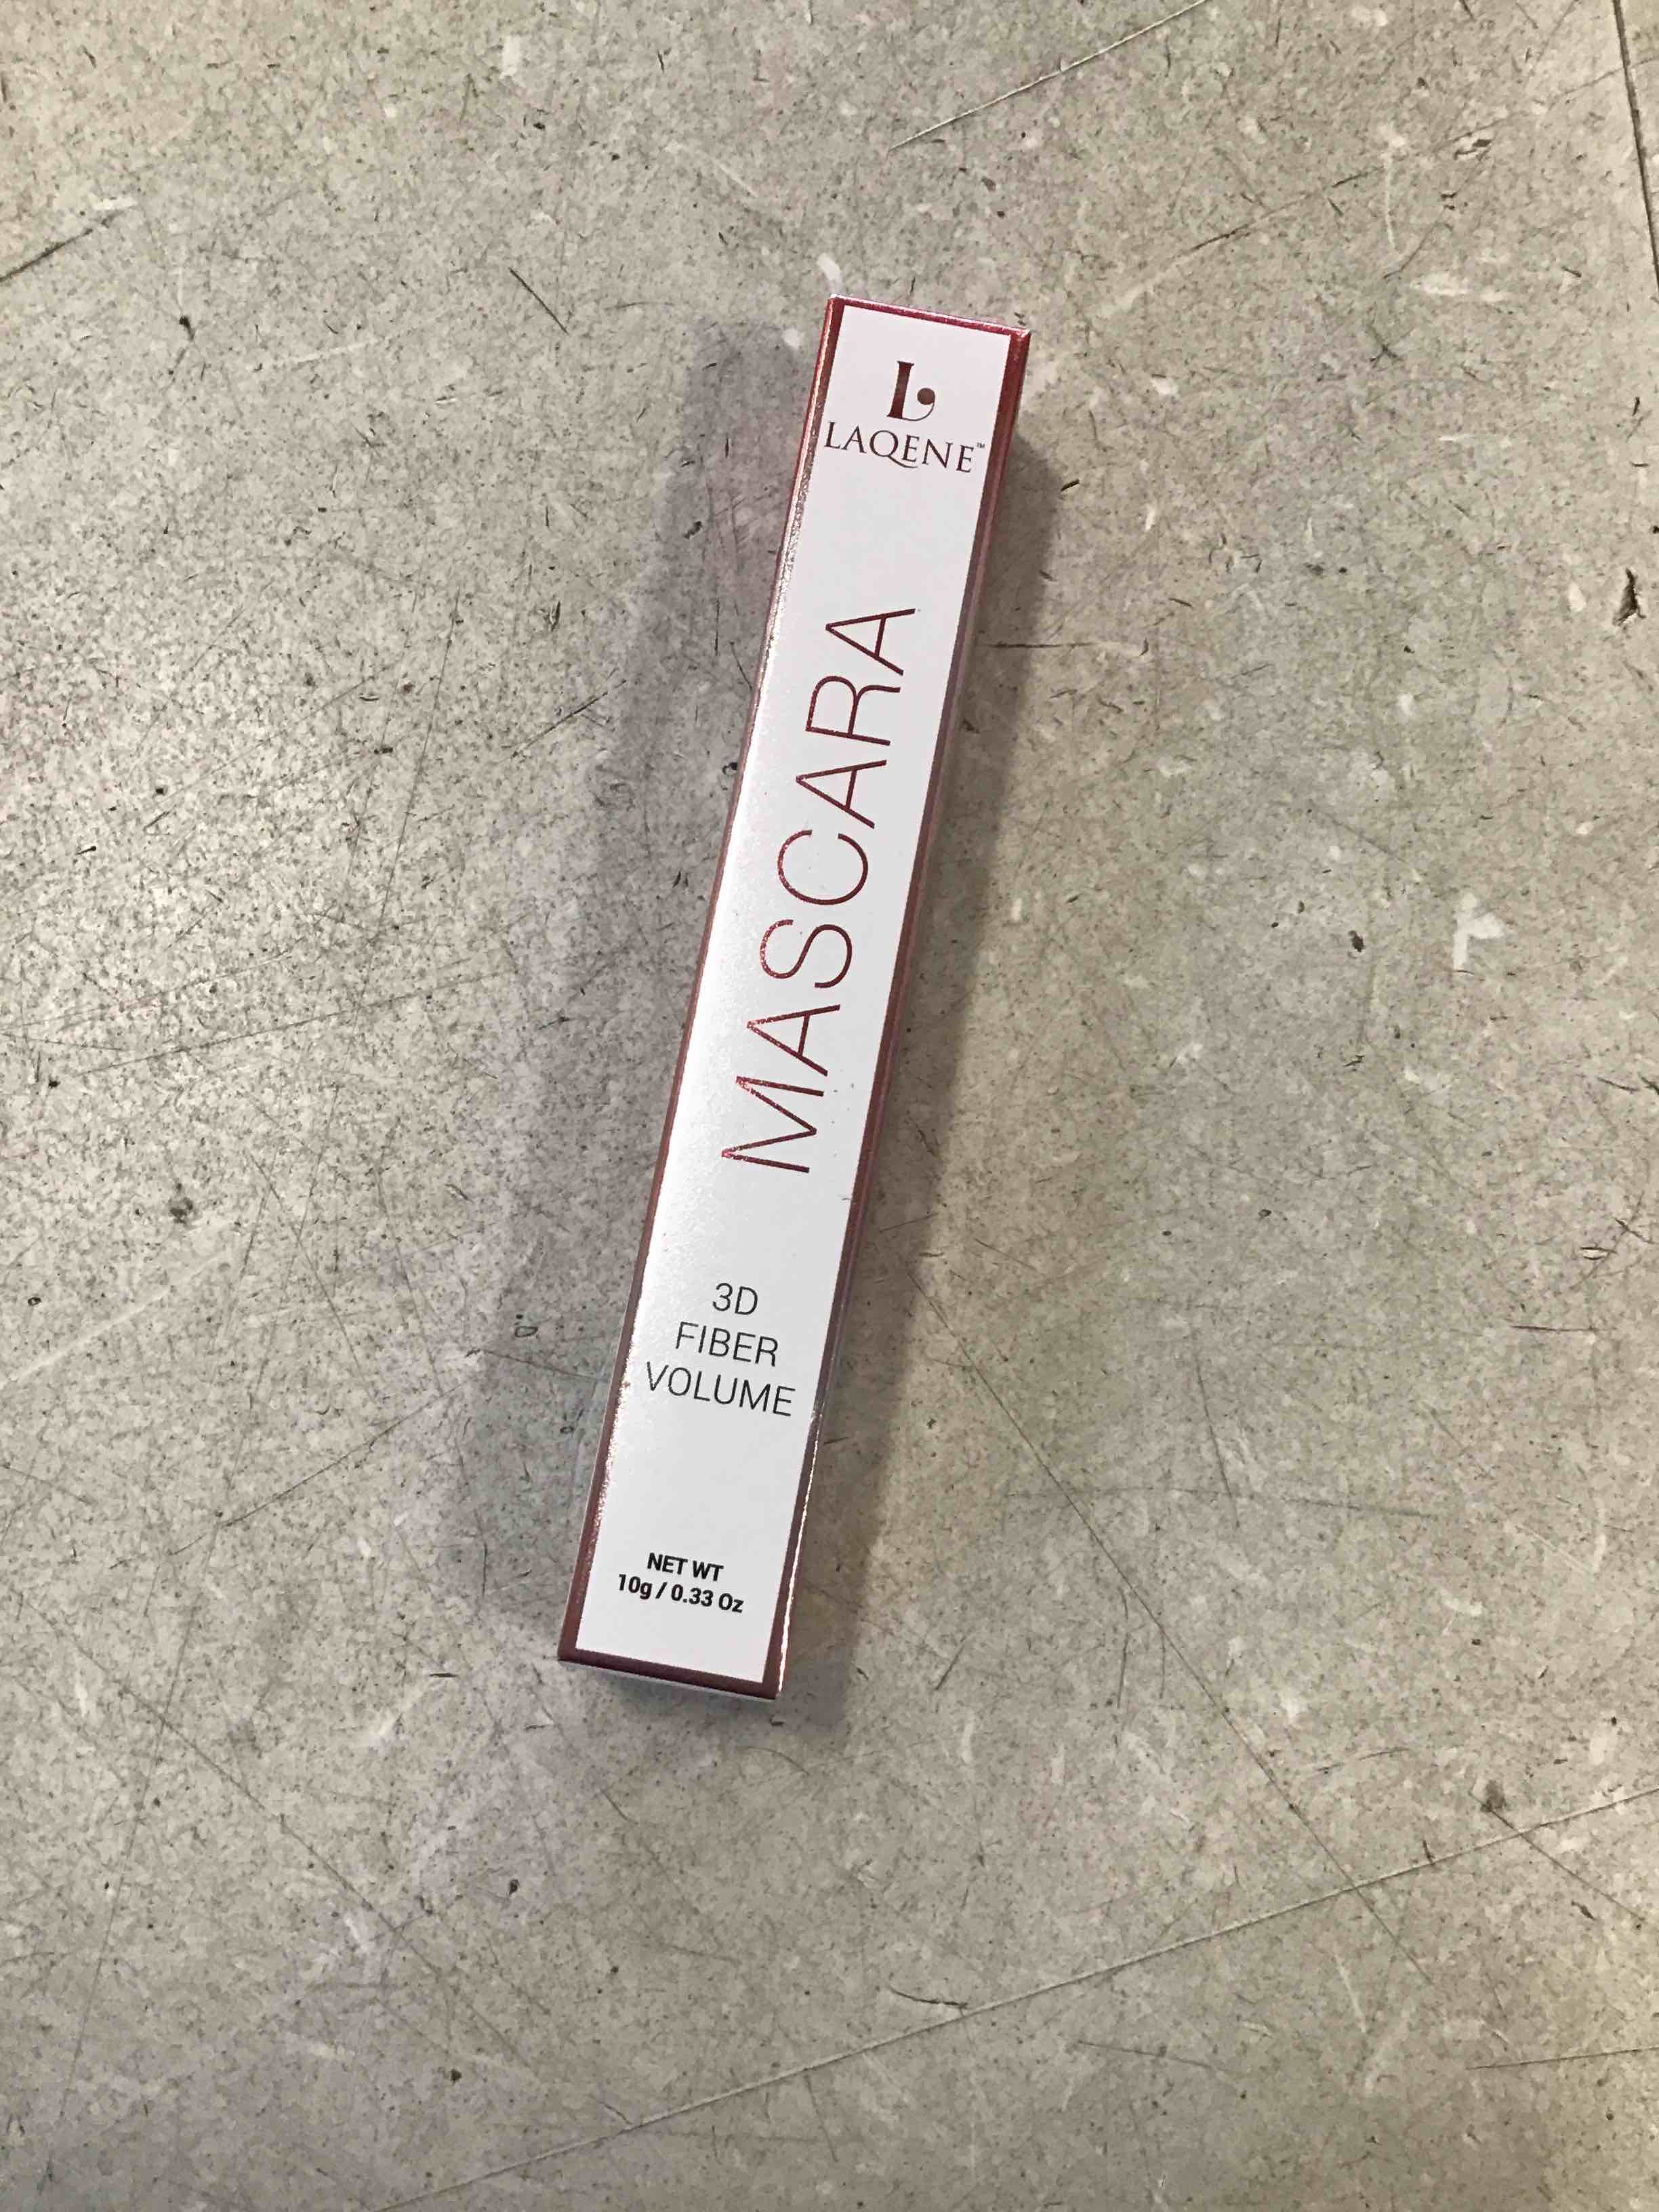 L
LAQENE™
MASCARA
3D
FIBER
VOLUME
NET WT
10g / 0.33 Oz